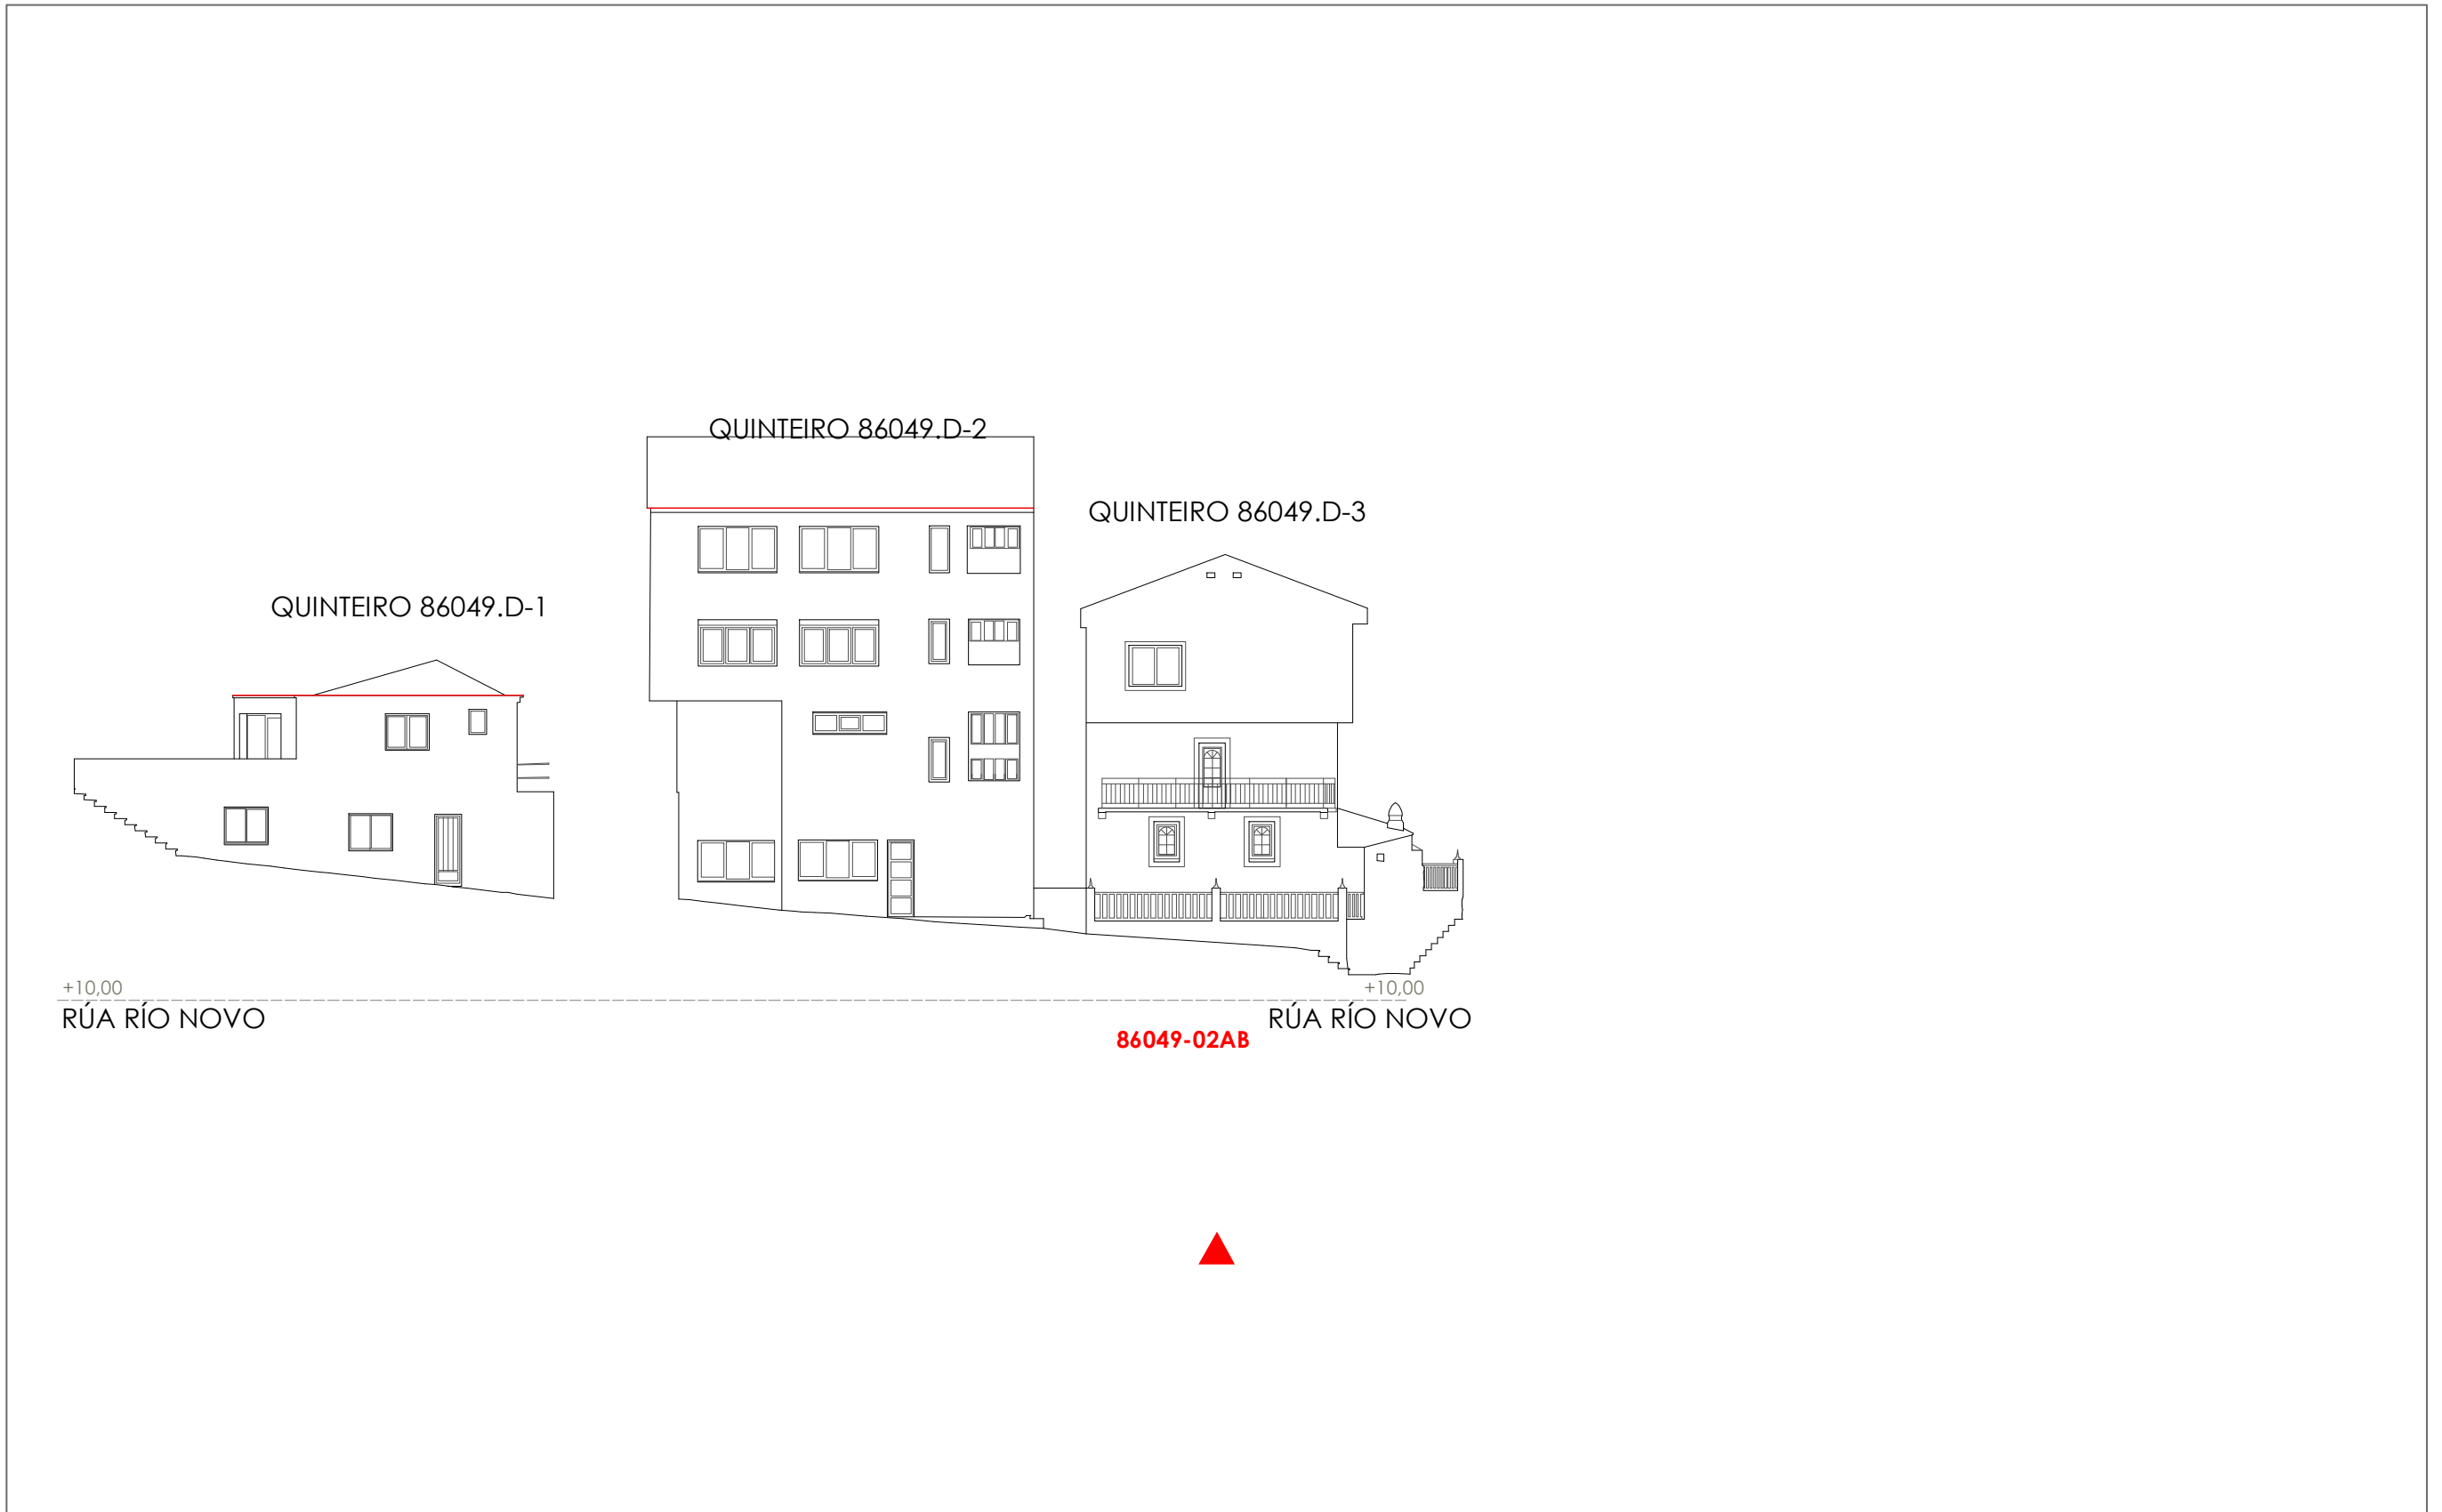 QUINTEIRO 86049.D-2
QUINTEIRO 86049.D-3
QUINTEIRO 86049.D-1
+10,00
+10,00
RÚA RÍO NOVO
RÚA RÍO NOVO
86049-02AB